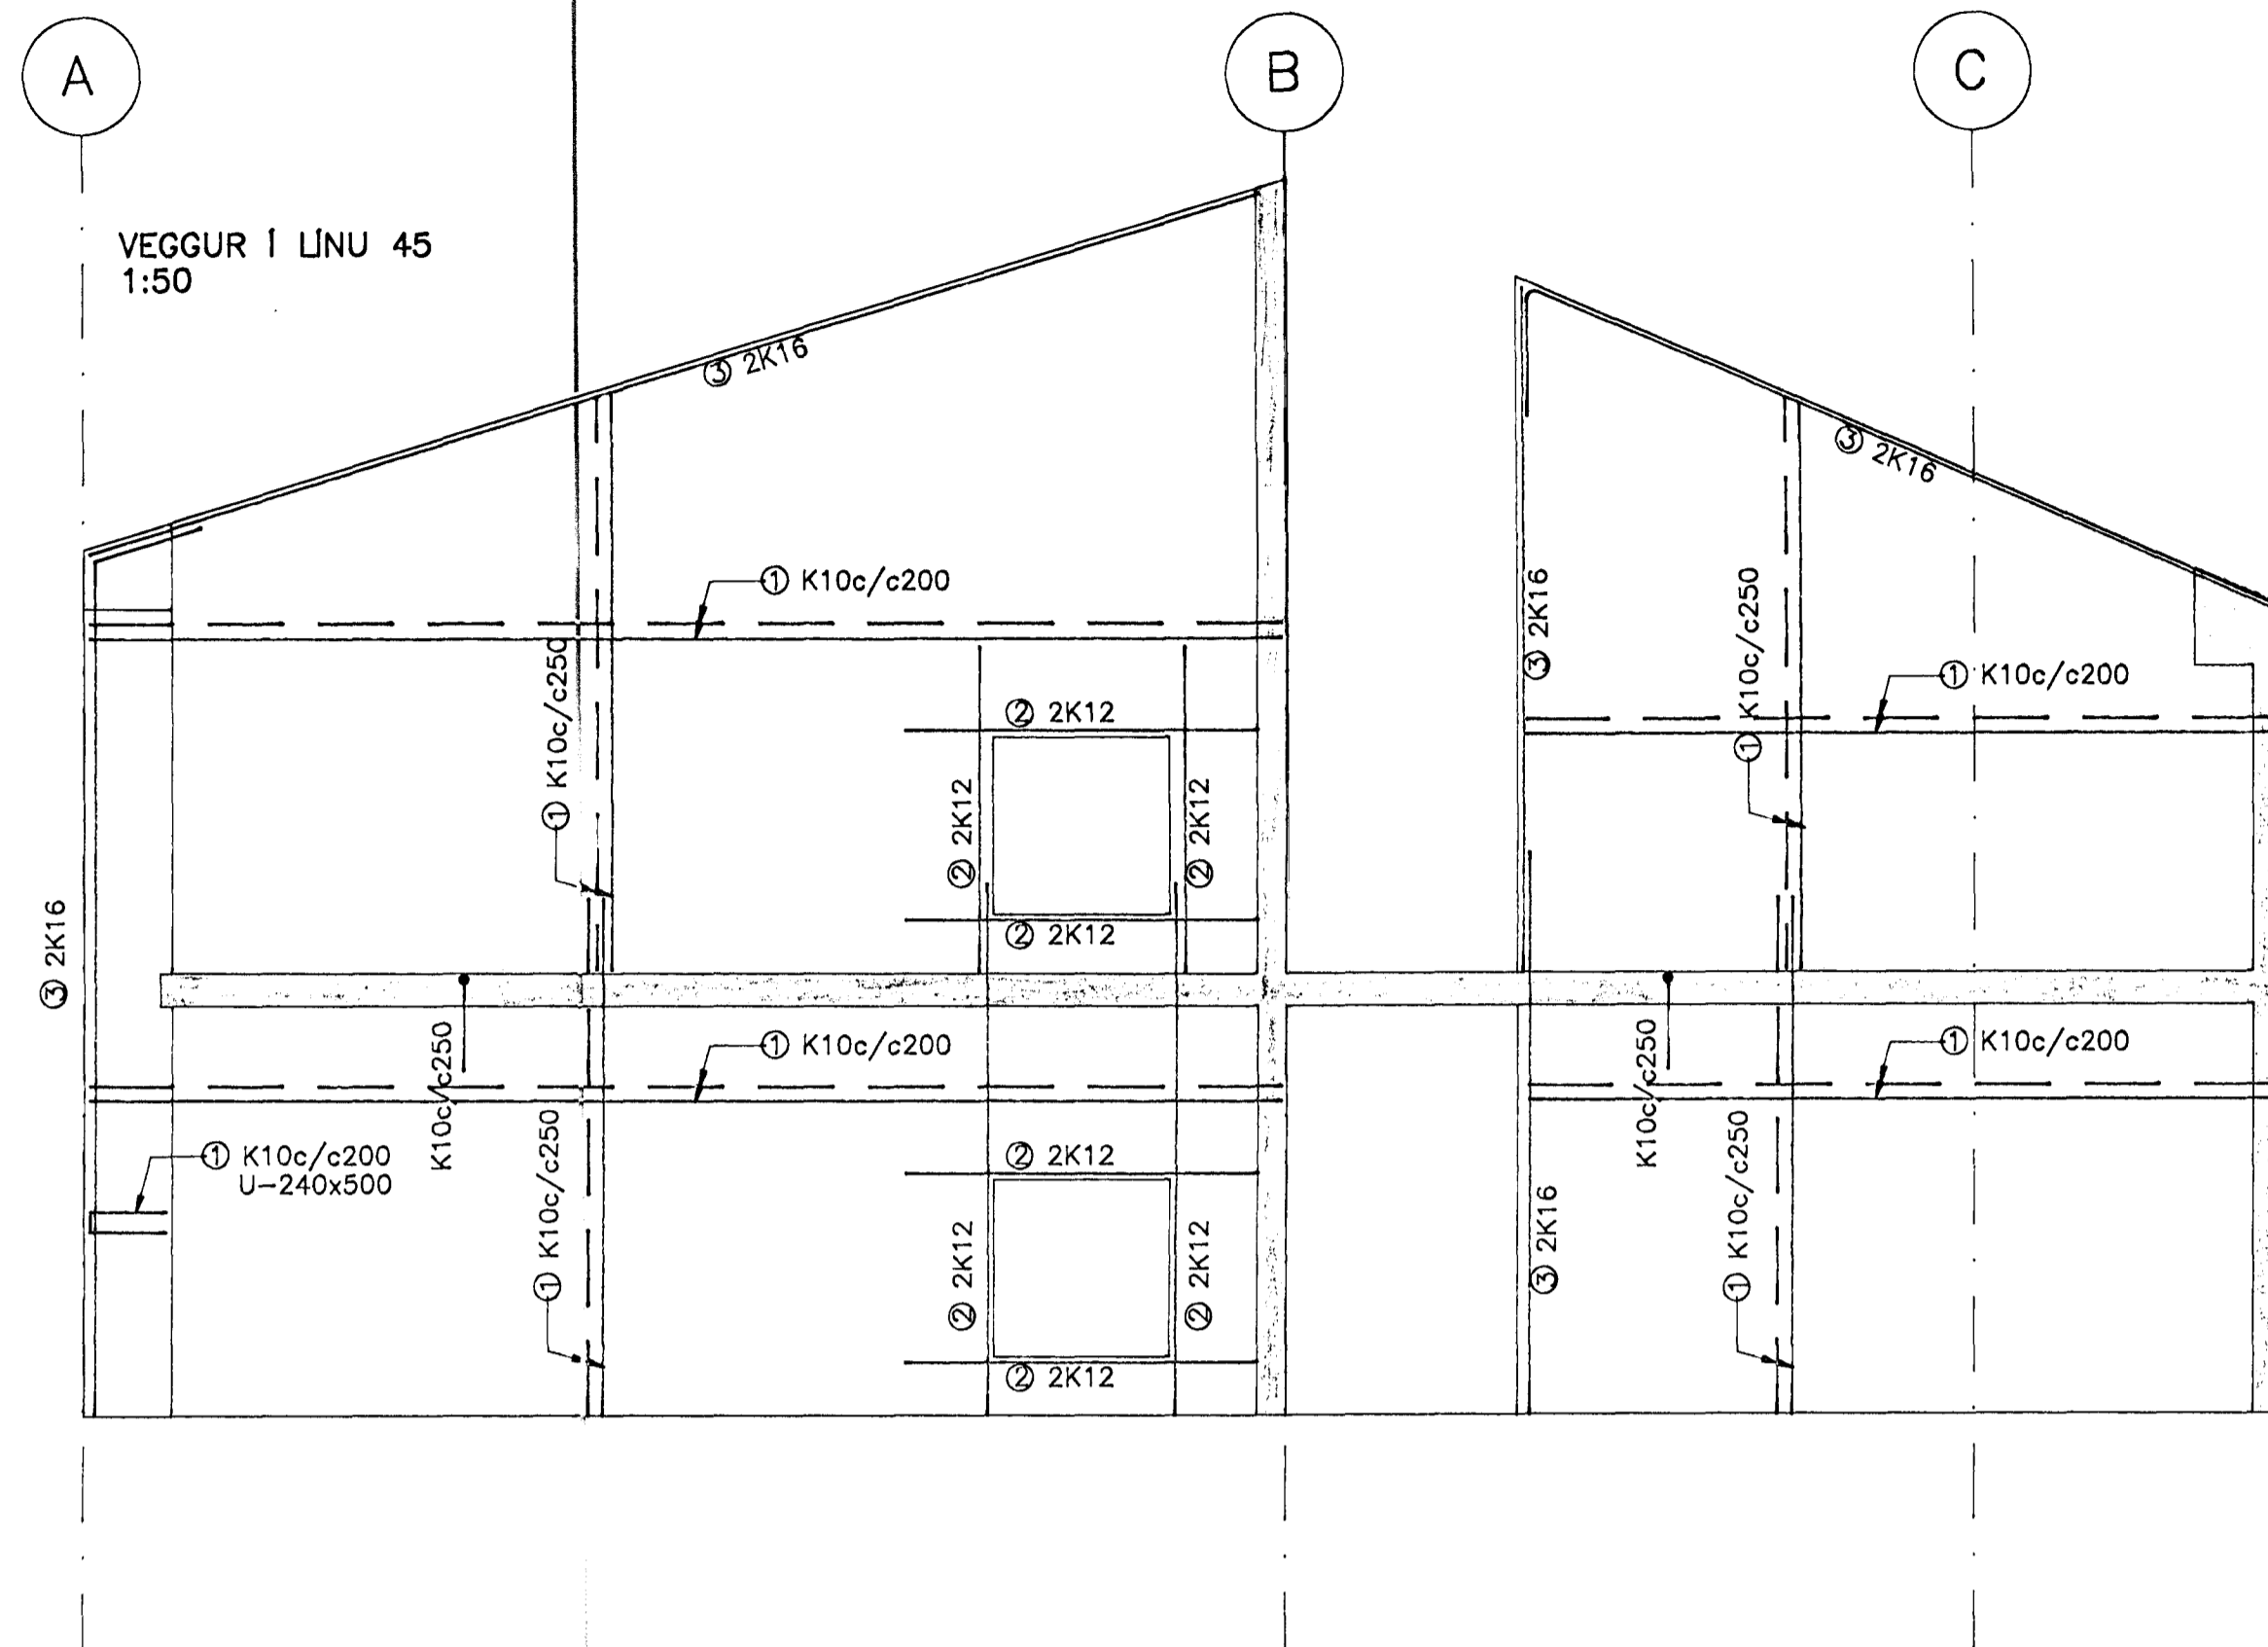 A
B
C
VEGGUR Í LÍNU 45
1:50
③ 2K16
③ 2K16
① K10c/c200
③ 2K16
① K10c/c250
① K10c/c250
① K10c/c200
② 2K12
② 2K12
② 2K12
② 2K12
③ 2K16
K10c/c250
① K10c/c200
K10c/c250
① K10c/c200
① K10c/c200
U-240x500
① K10c/c250
② 2K12
② 2K12
② 2K12
② 2K12
③ 2K16
① K10c/c250